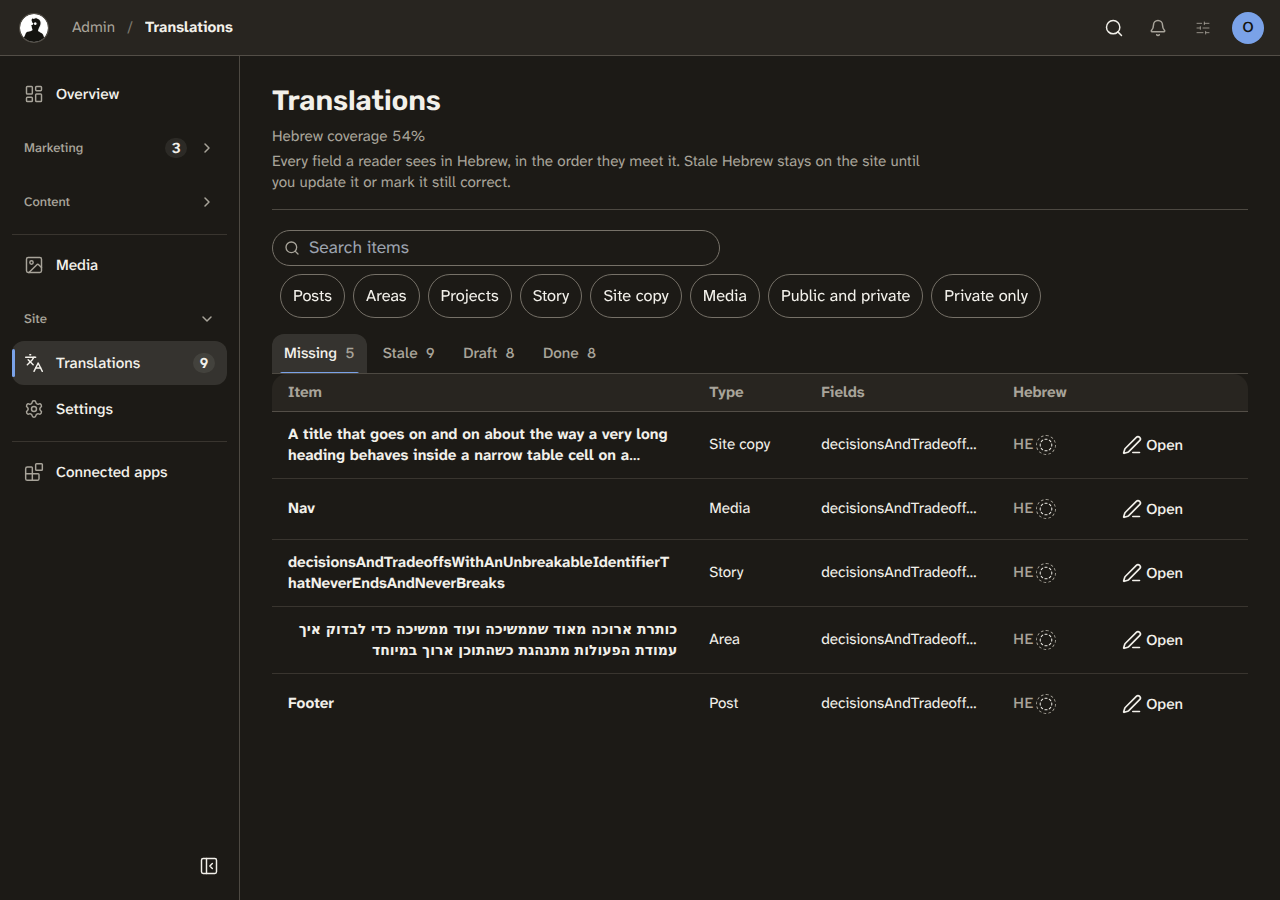 Admin / Translations
O
Overview
Marketing 3
Content
Media
Site
Translations 9
Settings
Connected apps
Translations
Hebrew coverage 54%
Every field a reader sees in Hebrew, in the order they meet it. Stale Hebrew stays on the site until
you update it or mark it still correct.
Search items
Posts Areas Projects Story Site copy Media Public and private Private only
Missing 5 Stale 9 Draft 8 Done 8
Item Type Fields Hebrew
A title that goes on and on about the way a very long
heading behaves inside a narrow table cell on a...
Site copy decisionsAndTradeoff... HE Open
Nav Media decisionsAndTradeoff... HE Open
decisionsAndTradeoffsWithAnUnbreakableIdentifierT
hatNeverEndsAndNeverBreaks
Story decisionsAndTradeoff... HE Open
כותרת ארוכה מאוד שממשיכה ועוד ממשיכה כדי לבדוק איך
עמודת הפעולות מתנהגת כשהתוכן ארוך במיוחד
Area decisionsAndTradeoff... HE Open
Footer Post decisionsAndTradeoff... HE Open